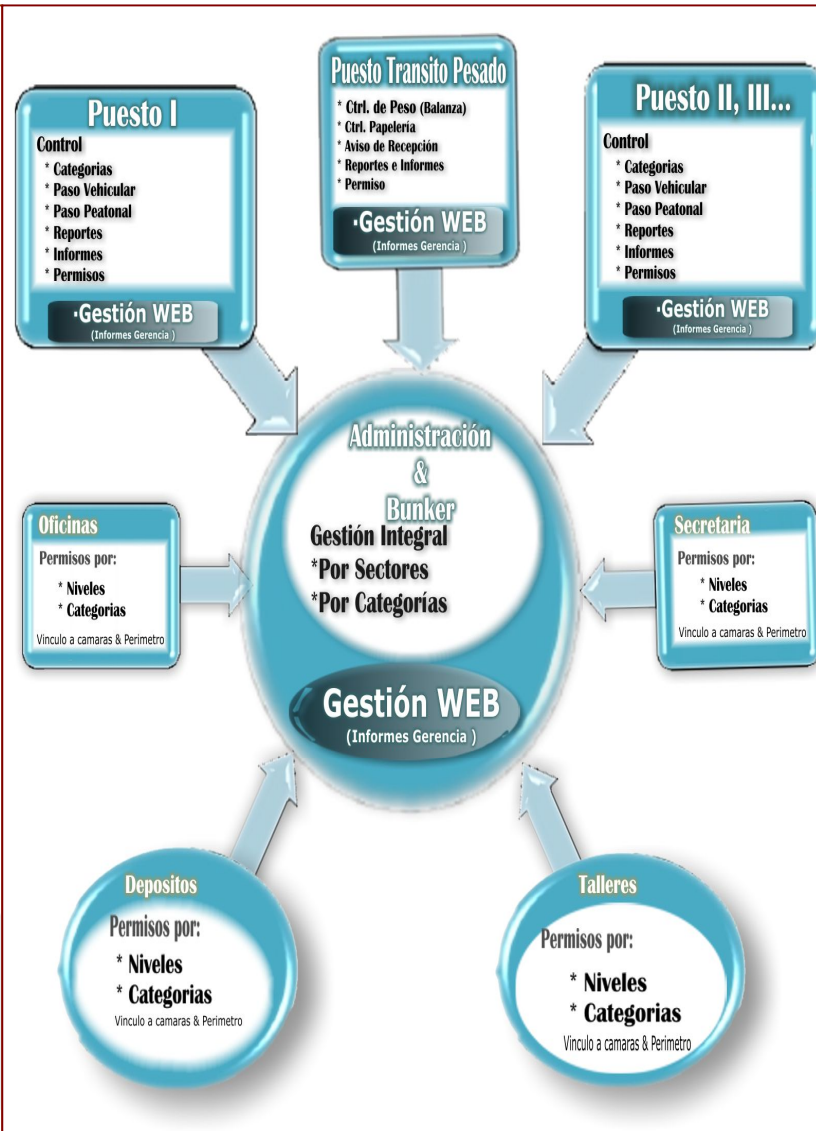 Puesto I
Control
* Categorias
* Paso Vehicular
* Paso Peatonal
* Reportes
* Informes
* Permisos
·Gestión WEB
(Informes Gerencia )
Puesto Transito Pesado
* Ctrl. de Peso (Balanza)
* Ctrl. Papelería
* Aviso de Recepción
* Reportes e Informes
* Permiso
·Gestión WEB
(Informes Gerencia )
Puesto II, III...
Control
* Categorias
* Paso Vehicular
* Paso Peatonal
* Reportes
* Informes
* Permisos
·Gestión WEB
(Informes Gerencia )
Administración
&
Bunker
Gestión Integral
*Por Sectores
*Por Categorías
Gestión WEB
(Informes Gerencia )
Oficinas
Permisos por:
* Niveles
* Categorias
Vinculo a camaras & Perimetro
Secretaria
Permisos por:
* Niveles
* Categorias
Vinculo a camaras & Perimetro
Depositos
Permisos por:
* Niveles
* Categorias
Vinculo a camaras & Perimetro
Talleres
Permisos por:
* Niveles
* Categorias
Vinculo a camaras & Perimetro